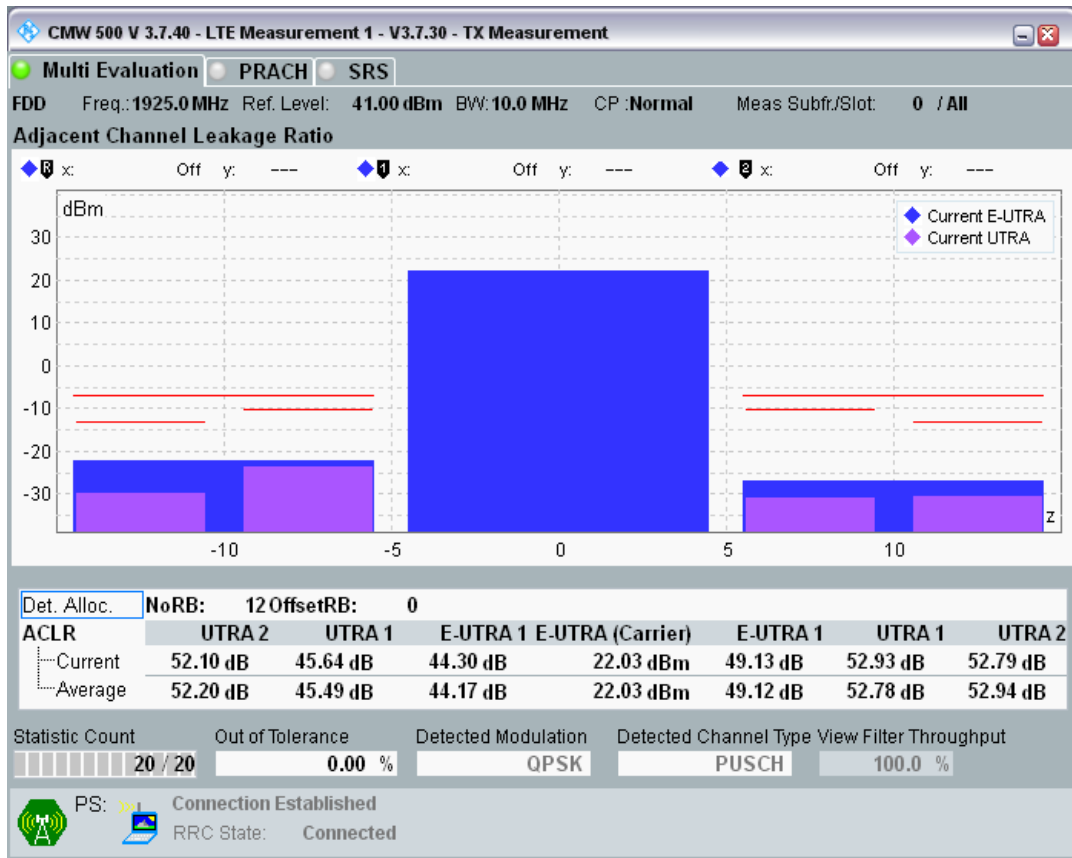 CMW 500 V 3.7.40 - LTE Measurement 1 - V3.7.30 - TX Measurement
Multi Evaluation PRACH SRS
FDD Freq.: 1925.0 MHz Ref. Level: 41.00 dBm BW: 10.0 MHz CP :Normal Meas Subfr./Slot: 0 / All
Adjacent Channel Leakage Ratio
R x: Off y: --- 1 x: Off y: --- 2 x: Off y: ---
dBm
Current E-UTRA
Current UTRA
30
20
10
0
-10
-20
-30
z
-10 -5 0 5 10
Det. Alloc. NoRB: 12 OffsetRB: 0
ACLR UTRA 2 UTRA 1 E-UTRA 1 E-UTRA (Carrier) E-UTRA 1 UTRA 1 UTRA 2
Current 52.10 dB 45.64 dB 44.30 dB 22.03 dBm 49.13 dB 52.93 dB 52.79 dB
Average 52.20 dB 45.49 dB 44.17 dB 22.03 dBm 49.12 dB 52.78 dB 52.94 dB
Statistic Count Out of Tolerance Detected Modulation Detected Channel Type View Filter Throughput
20 / 20 0.00 % QPSK PUSCH 100.0 %
PS: Connection Established
RRC State: Connected